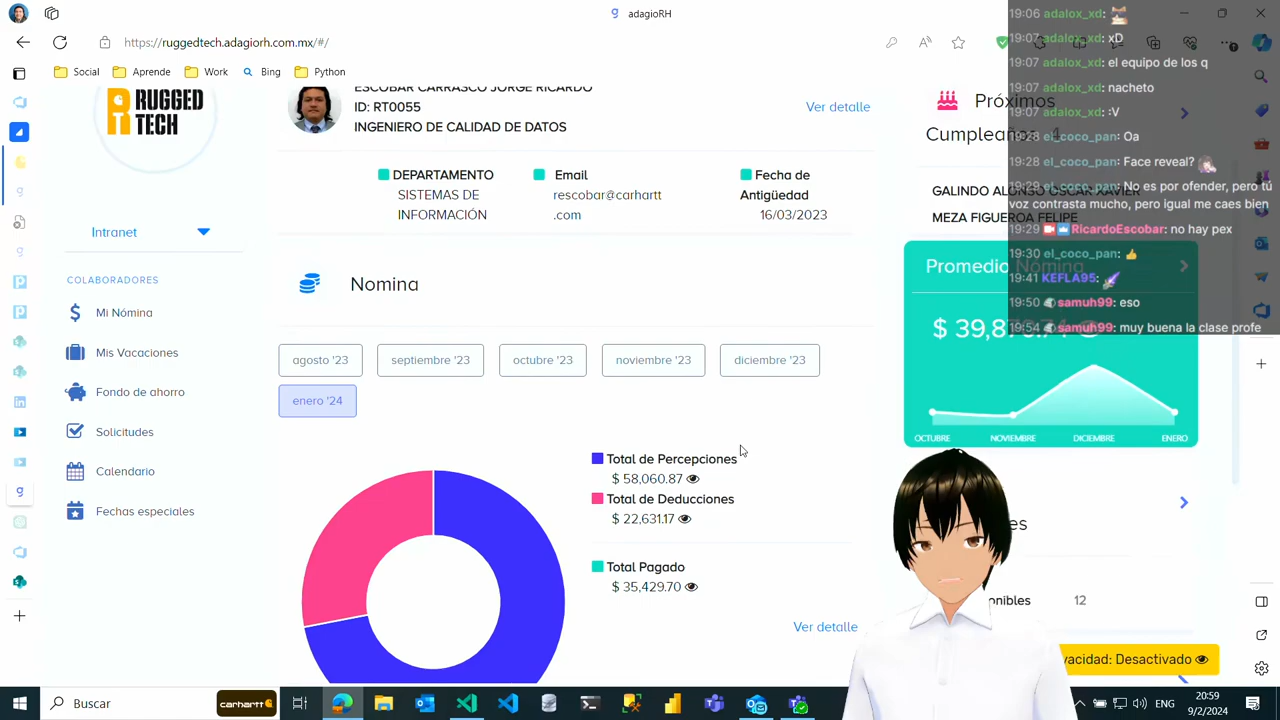 adagioRH
https://ruggedtech.adagiorh.com.mx/#/
Social
Aprende
Work
Bing
Python
RUGGED
TECH
ESCOBAR CARRASCO JORGE RICARDO
ID: RT0055
INGENIERO DE CALIDAD DE DATOS
Ver detalle
DEPARTAMENTO
SISTEMAS DE
INFORMACIÓN
Email
rescobar@carhartt
.com
Fecha de
Antigüedad
16/03/2023
Intranet
COLABORADORES
Mi Nómina
Mis Vacaciones
Fondo de ahorro
Solicitudes
Calendario
Fechas especiales
Nomina
agosto '23
septiembre '23
octubre '23
noviembre '23
diciembre '23
enero '24
Total de Percepciones
$ 58,060.87
Total de Deducciones
$ 22,631.17
Total Pagado
$ 35,429.70
Ver detalle
Próximos
Cumpleaños
GALINDO ALONSO OSCAR XAVIER
MEZA FIGUEROA FELIPE
Promedio Nómina
OCTUBRE
NOVIEMBRE
DICIEMBRE
ENERO
12
Desactivado
19:06 adalox_xd:
19:07 adalox_xd: xD
19:07 adalox_xd: el equipo de los q
19:07 adalox_xd: nacheto
19:07 adalox_xd: :V
19:28 el_coco_pan: Oa
19:28 el_coco_pan: Face reveal?
19:29 el_coco_pan: No es por ofender, pero tú
voz contrasta mucho, pero igual me caes bien
19:29 RicardoEscobar: no hay pex
19:30 el_coco_pan: 👍
19:41 KEFLA95:
19:50 samuh99: eso
19:54 samuh99: muy buena la clase profe
Buscar
carhartt
ENG
20:59
9/2/2024